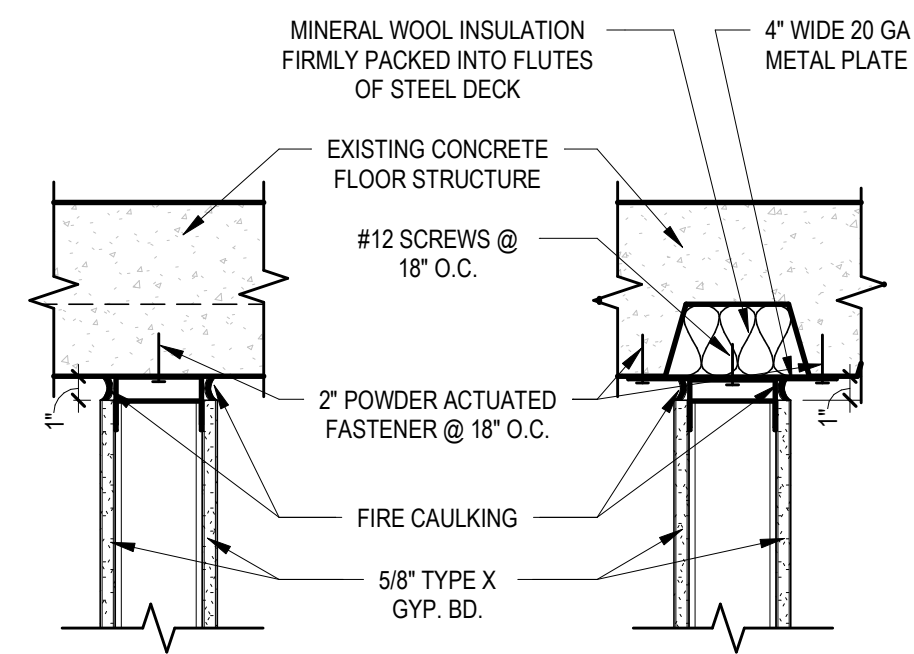 MINERAL WOOL INSULATION
FIRMLY PACKED INTO FLUTES
OF STEEL DECK
4" WIDE 20 GA
METAL PLATE
EXISTING CONCRETE
FLOOR STRUCTURE
#12 SCREWS @
18" O.C.
1"
1"
2" POWDER ACTUATED
FASTENER @ 18" O.C.
FIRE CAULKING
5/8" TYPE X
GYP. BD.